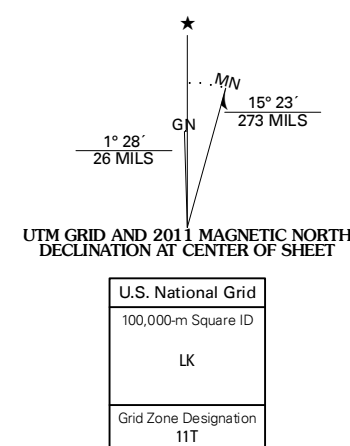 ★
MN
15° 23´
273 MILS
GN
1° 28´
26 MILS
UTM GRID AND 2011 MAGNETIC NORTH
DECLINATION AT CENTER OF SHEET
U.S. National Grid
100,000-m Square ID
LK
Grid Zone Designation
11T